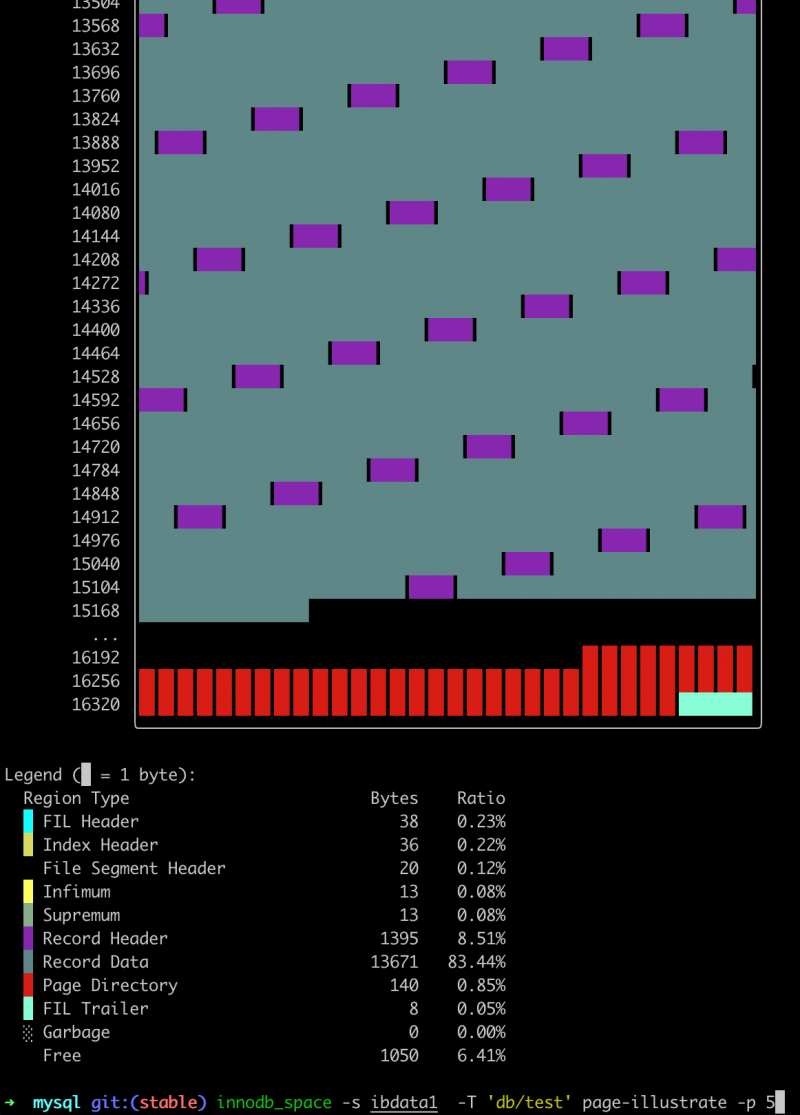 13504
13568
13632
13696
13760
13824
13888
13952
14016
14080
14144
14208
14272
14336
14400
14464
14528
14592
14656
14720
14784
14848
14912
14976
15040
15104
15168
...
16192
16256
16320
Legend (█ = 1 byte):
Region Type Bytes Ratio
FIL Header 38 0.23%
Index Header 36 0.22%
File Segment Header 20 0.12%
Infimum 13 0.08%
Supremum 13 0.08%
Record Header 1395 8.51%
Record Data 13671 83.44%
Page Directory 140 0.85%
FIL Trailer 8 0.05%
░ Garbage 0 0.00%
Free 1050 6.41%
→ mysql git:(stable) innodb_space -s ibdata1 -T 'db/test' page-illustrate -p 5